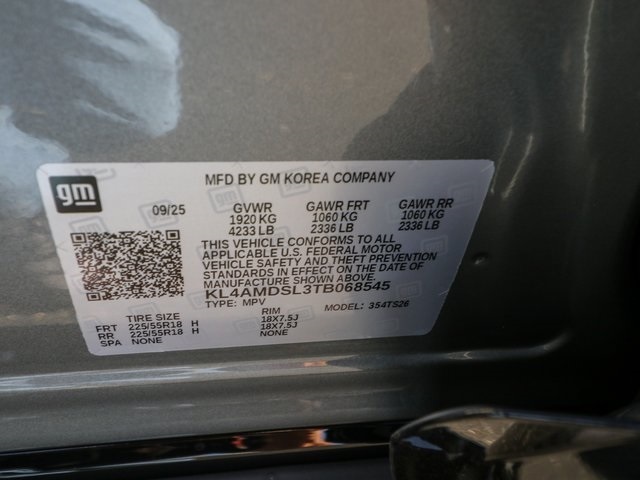 gm
MFD BY GM KOREA COMPANY
09/25 GVWR GAWR FRT GAWR RR
1920 KG 1060 KG 1060 KG
4233 LB 2336 LB 2336 LB
THIS VEHICLE CONFORMS TO ALL
APPLICABLE U.S. FEDERAL MOTOR
VEHICLE SAFETY AND THEFT PREVENTION
STANDARDS IN EFFECT ON THE DATE OF
MANUFACTURE SHOWN ABOVE.
KL4AMDSL3TB068545
TYPE: MPV MODEL: 354TS26
TIRE SIZE RIM
FRT 225/55R18 H 18X7.5J
RR 225/55R18 H 18X7.5J
SPA NONE NONE